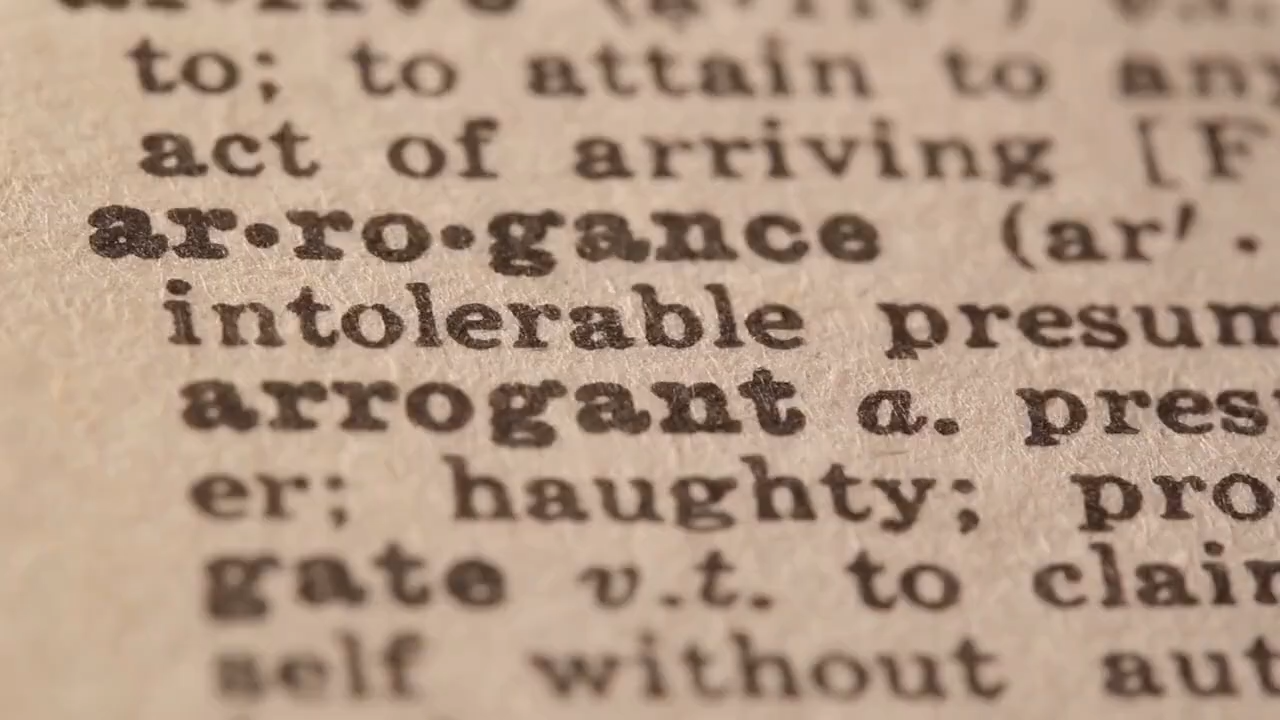 to; to attain to any
act of arriving [F
ar•ro•gance (ar′•
intolerable presum
arrogant a. pres
er; haughty; pro
gate v.t. to claim
self without aut